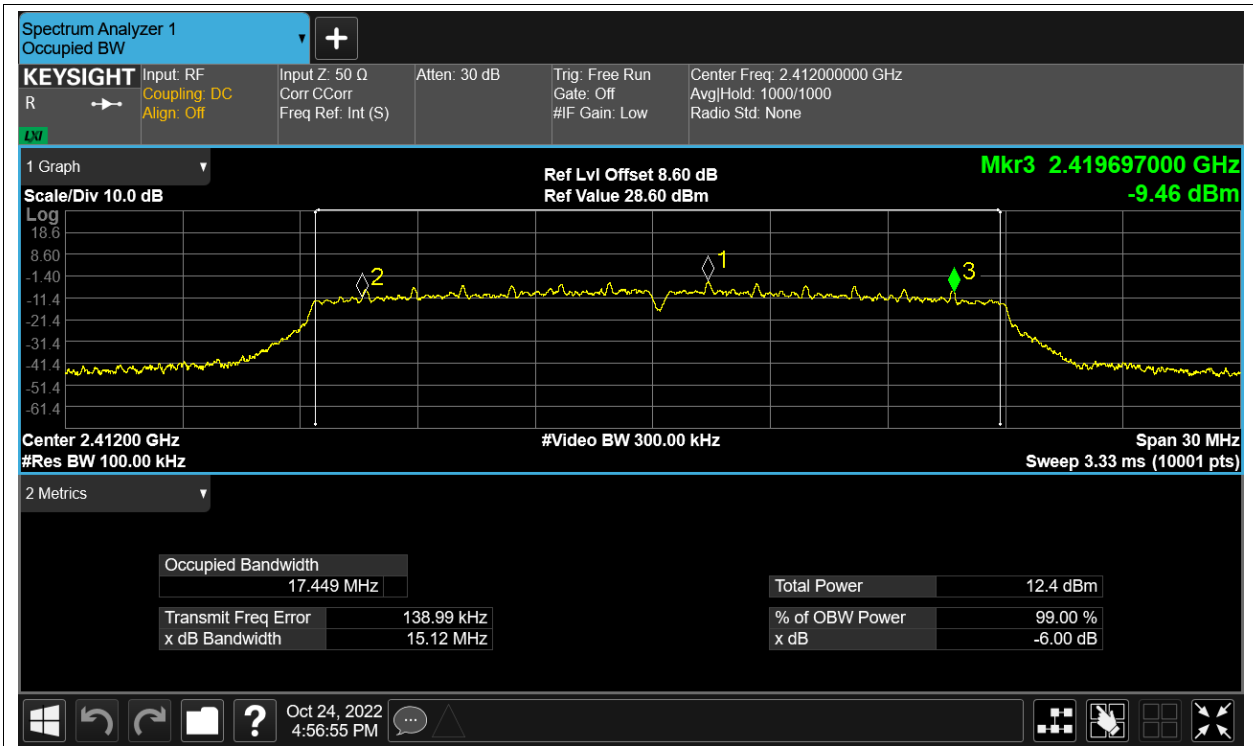 Spectrum Analyzer 1
Occupied BW
KEYSIGHT
R
LXI
Input: RF
Coupling: DC
Align: Off
Input Z: 50 Ω
Corr CCorr
Freq Ref: Int (S)
Atten: 30 dB
Trig: Free Run
Gate: Off
#IF Gain: Low
Center Freq: 2.412000000 GHz
Avg|Hold: 1000/1000
Radio Std: None
1 Graph
Scale/Div 10.0 dB
Ref Lvl Offset 8.60 dB
Ref Value 28.60 dBm
Mkr3 2.419697000 GHz
-9.46 dBm
Log
18.6
8.60
-1.40
-11.4
-21.4
-31.4
-41.4
-51.4
-61.4
2
1
3
Center 2.41200 GHz
#Res BW 100.00 kHz
#Video BW 300.00 kHz
Span 30 MHz
Sweep 3.33 ms (10001 pts)
2 Metrics
Occupied Bandwidth
17.449 MHz
Transmit Freq Error 138.99 kHz
x dB Bandwidth 15.12 MHz
Total Power 12.4 dBm
% of OBW Power 99.00 %
x dB -6.00 dB
?
Oct 24, 2022
4:56:55 PM